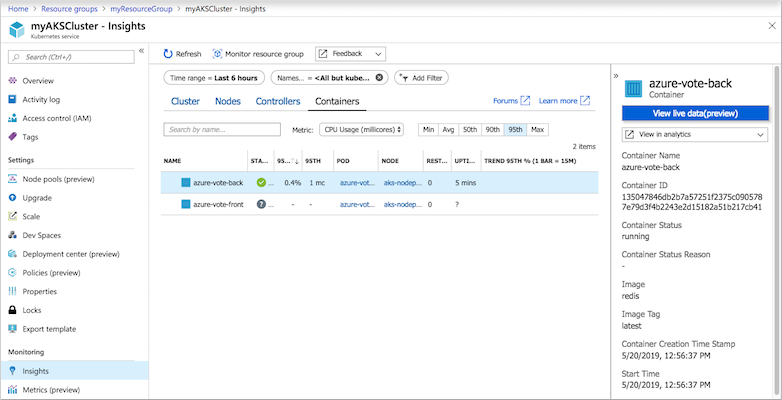 Home > Resource groups > myResourceGroup > myAKSCluster - Insights
myAKSCluster - Insights
Kubernetes service
Search (Ctrl+/)
Overview
Activity log
Access control (IAM)
Tags
Settings
Node pools (preview)
Upgrade
Scale
Dev Spaces
Deployment center (preview)
Policies (preview)
Properties
Locks
Export template
Monitoring
Insights
Metrics (preview)
Refresh
Monitor resource group
Feedback
Time range = Last 6 hours
Names... = <All but kube...
Add Filter
Cluster
Nodes
Controllers
Containers
Forums
Learn more
Search by name...
Metric:
CPU Usage (millicores)
Min
Avg
50th
90th
95th
Max
2 items
NAME STA... 95... 95TH POD NODE REST... UPTI... TREND 95TH % (1 BAR = 15M)
azure-vote-back 0.4% 1 mc azure-vot... aks-nodep... 0 5 mins
azure-vote-front - - azure-vot... aks-nodep... 0 ?
azure-vote-back
Container
View live data(preview)
View in analytics
Container Name
azure-vote-back
Container ID
135047846db2b7a57251f2375c090578
7e79d3f4b2243e2d15182a51b217cb41
Container Status
running
Container Status Reason
-
Image
redis
Image Tag
latest
Container Creation Time Stamp
5/20/2019, 12:56:37 PM
Start Time
5/20/2019, 12:56:37 PM